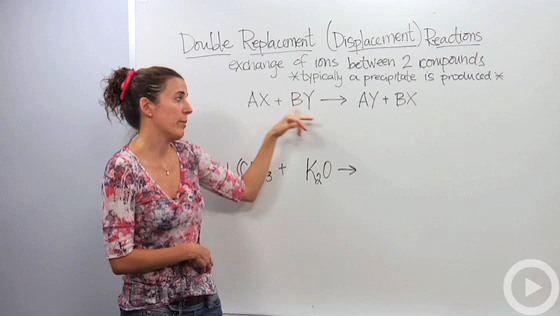 Double Replacement (Displacement) Reactions
exchange of ions between 2 compounds
*typically a precipitate is produced*
AX + BY → AY + BX
3 + K₂O →